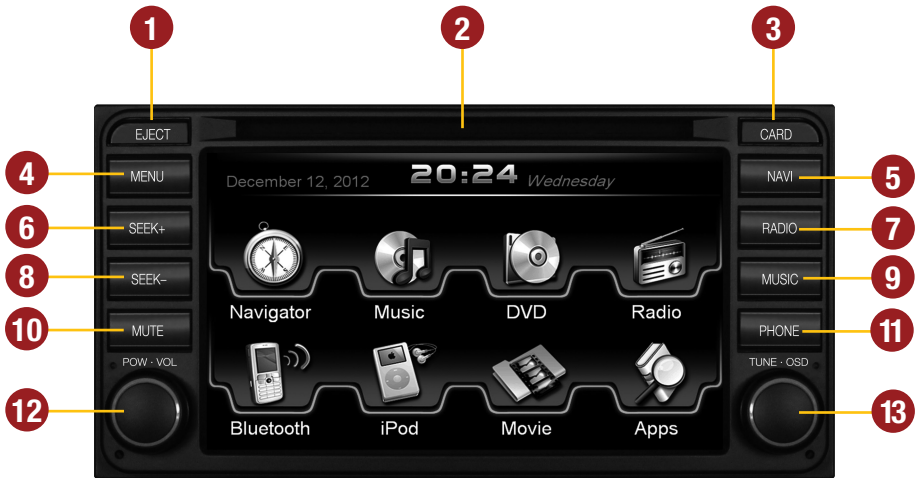 1 2 3
EJECT CARD
4 MENU NAVI 5
December 12, 2012 20:24 Wednesday
6 SEEK+ RADIO 7
8 SEEK– MUSIC 9
Navigator Music DVD Radio
10 MUTE PHONE 11
POW · VOL TUNE · OSD
12 13
Bluetooth iPod Movie Apps